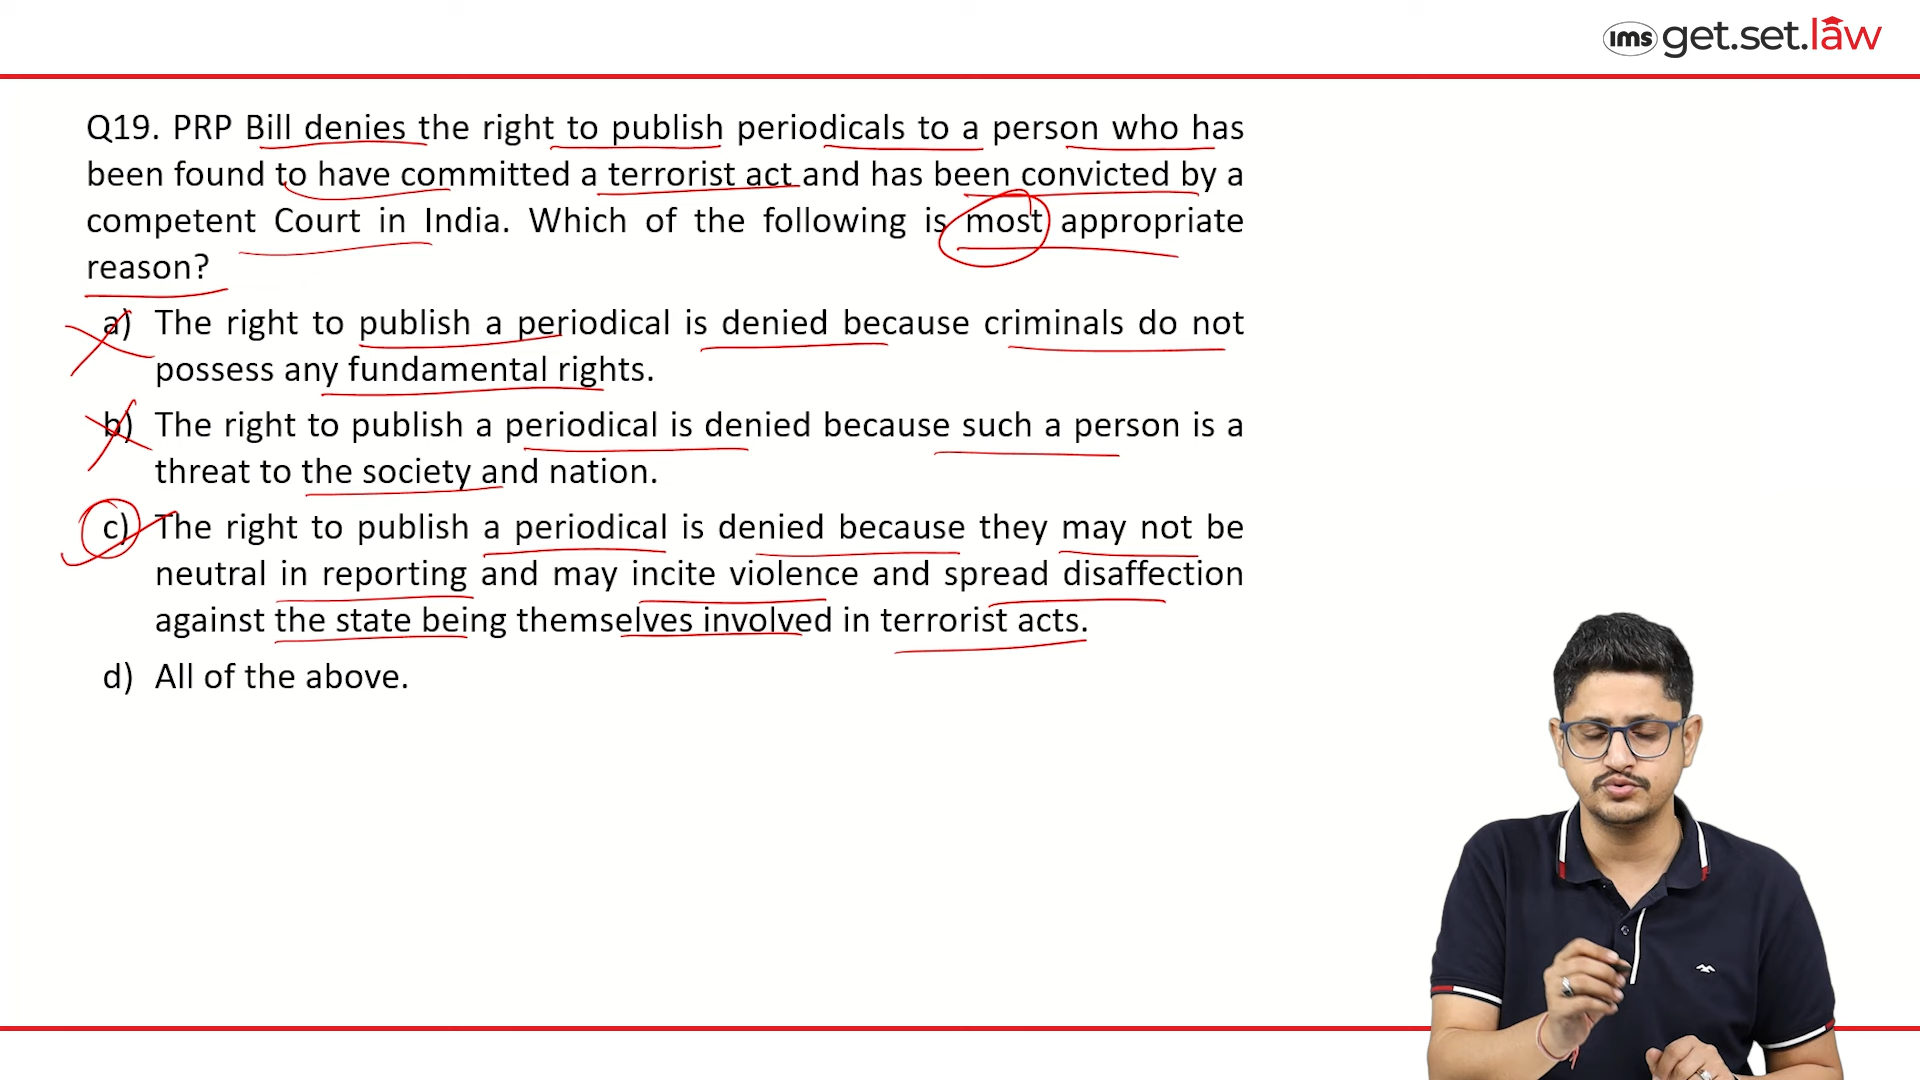 ims get.set.law
Q19. PRP Bill denies the right to publish periodicals to a person who has
been found to have committed a terrorist act and has been convicted by a
competent Court in India. Which of the following is most appropriate
reason?
a) The right to publish a periodical is denied because criminals do not
possess any fundamental rights.
b) The right to publish a periodical is denied because such a person is a
threat to the society and nation.
c) The right to publish a periodical is denied because they may not be
neutral in reporting and may incite violence and spread disaffection
against the state being themselves involved in terrorist acts.
d) All of the above.